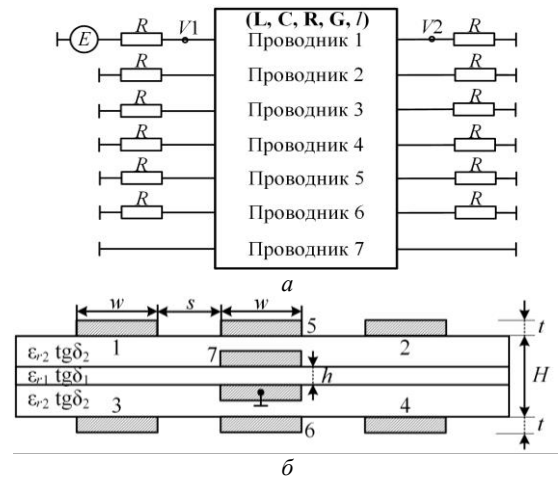 (L, C, R, G, l)
E R V1 Проводник 1 V2 R
R Проводник 2 R
R Проводник 3 R
R Проводник 4 R
R Проводник 5 R
R Проводник 6 R
Проводник 7
а
w s w
5 t
εr2 tgδ2 1 7 2
εr1 tgδ1 h H
εr2 tgδ2 3 4
6 t
б